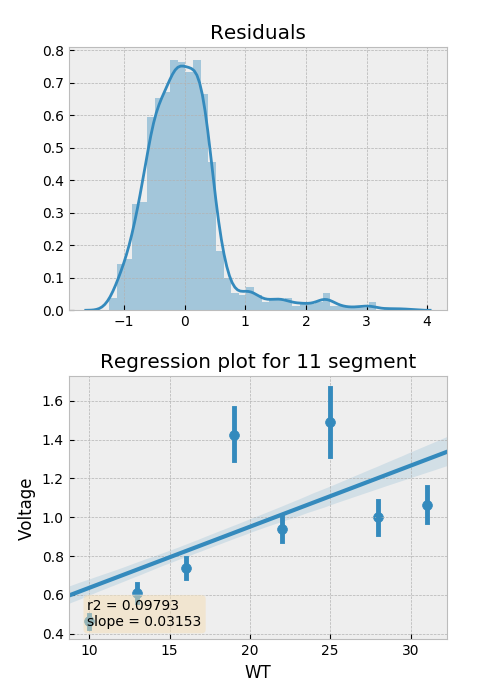 Residuals
0.8
0.7
0.6
0.5
0.4
0.3
0.2
0.1
0.0
−1 0 1 2 3 4
Regression plot for 11 segment
1.6
1.4
1.2
1.0
0.8
0.6
0.4
Voltage
r2 = 0.09793
slope = 0.03153
10 15 20 25 30
WT